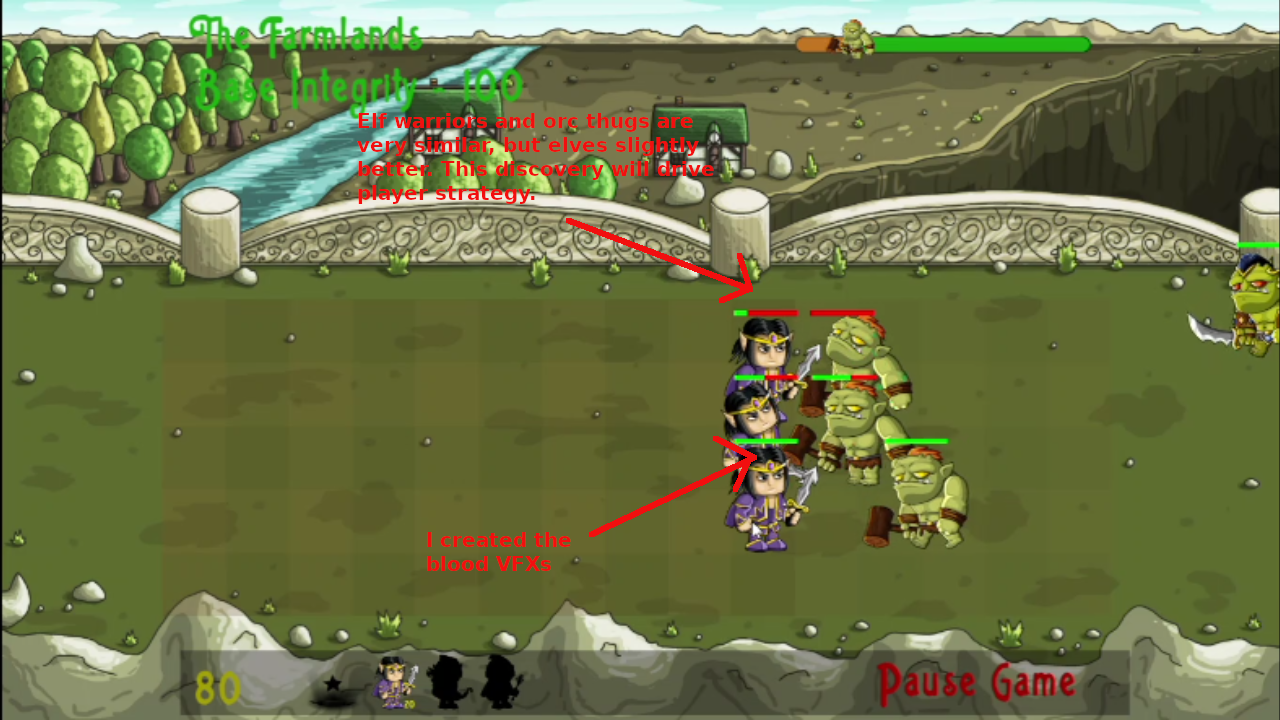 The Farmlands
Base Integrity - 100
Elf warriors and orc thugs are
very similar, but elves slightly
better. This discovery will drive
player strategy.
I created the
blood VFXs
80
20
Pause Game